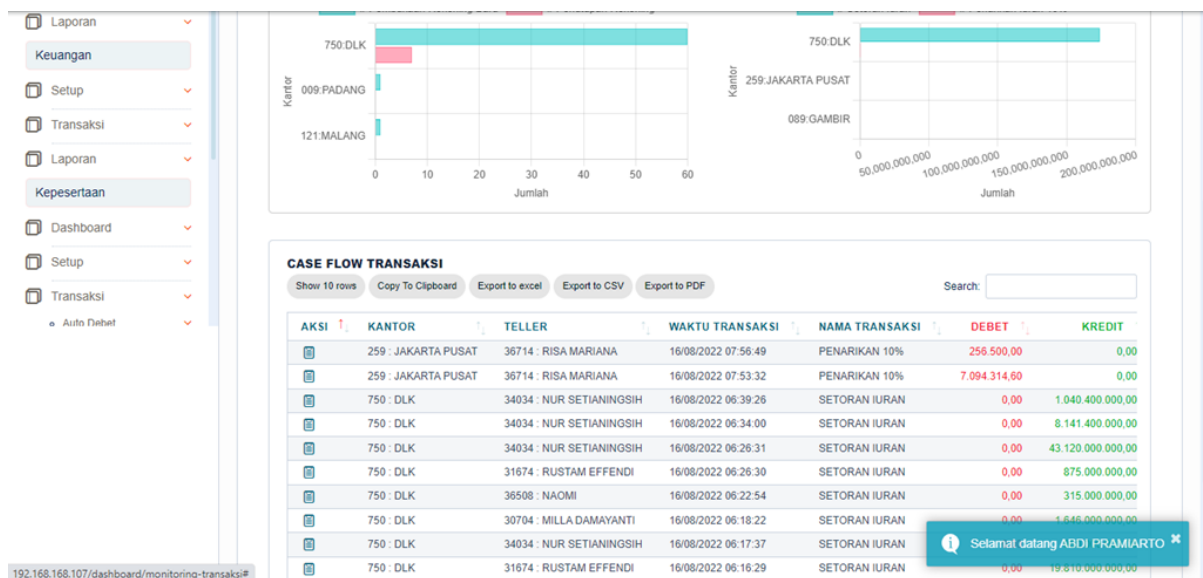 Laporan
Keuangan
Setup
Transaksi
Laporan
Kepesertaan
Dashboard
Setup
Transaksi
Auto Debet
750:DLK
009:PADANG
121:MALANG
Kantor
0 10 20 30 40 50 60
Jumlah
750:DLK
259:JAKARTA PUSAT
089:GAMBIR
Kantor
0 50,000,000,000 100,000,000,000 150,000,000,000 200,000,000,000
Jumlah
CASE FLOW TRANSAKSI
Show 10 rows Copy To Clipboard Export to excel Export to CSV Export to PDF Search:
AKSI KANTOR TELLER WAKTU TRANSAKSI NAMA TRANSAKSI DEBET KREDIT
259 : JAKARTA PUSAT 36714 : RISA MARIANA 16/08/2022 07:56:49 PENARIKAN 10% 256.500,00 0,00
259 : JAKARTA PUSAT 36714 : RISA MARIANA 16/08/2022 07:53:32 PENARIKAN 10% 7.094.314,60 0,00
750 : DLK 34034 : NUR SETIANINGSIH 16/08/2022 06:39:26 SETORAN IURAN 0,00 1.040.400.000,00
750 : DLK 34034 : NUR SETIANINGSIH 16/08/2022 06:34:00 SETORAN IURAN 0,00 8.141.400.000,00
750 : DLK 34034 : NUR SETIANINGSIH 16/08/2022 06:26:31 SETORAN IURAN 0,00 43.120.000.000,00
750 : DLK 31674 : RUSTAM EFFENDI 16/08/2022 06:26:30 SETORAN IURAN 0,00 875.000.000,00
750 : DLK 36508 : NAOMI 16/08/2022 06:22:54 SETORAN IURAN 0,00 315.000.000,00
750 : DLK 30704 : MILLA DAMAYANTI 16/08/2022 06:18:22 SETORAN IURAN 0,00 1.646.000.000,00
750 : DLK 34034 : NUR SETIANINGSIH 16/08/2022 06:17:37 SETORAN IURAN
750 : DLK 31674 : RUSTAM EFFENDI 16/08/2022 06:16:29 SETORAN IURAN 0,00 19.810.000.000,00
Selamat datang ABDI PRAMIARTO
192.168.168.107/dashboard/monitoring-transaksi#